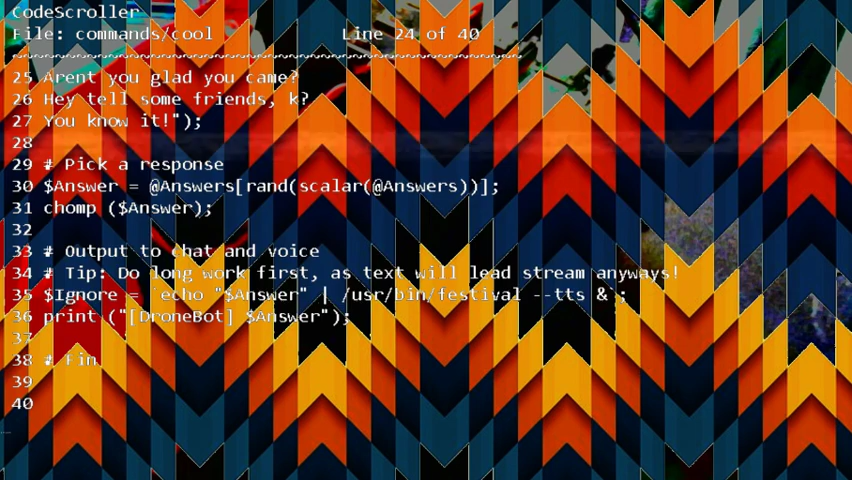 CodeScroller
File: commands/cool Line 24 of 40
~~~~~~~~~~~~~~~~~~~~~~~~~~~~~~~~~~~~~~~~~~~~~~~~~~~~~~~~~~~~~~~~
25 Arent you glad you came?
26 Hey tell some friends, k?
27 You know it!");
28
29 # Pick a response
30 $Answer = @Answers[rand(scalar(@Answers))];
31 chomp ($Answer);
32
33 # Output to chat and voice
34 # Tip: Do long work first, as text will lead stream anyways!
35 $Ignore = `echo "$Answer" | /usr/bin/festival --tts &`;
36 print ("[DroneBot] $Answer");
37
38 # Fin
39
40